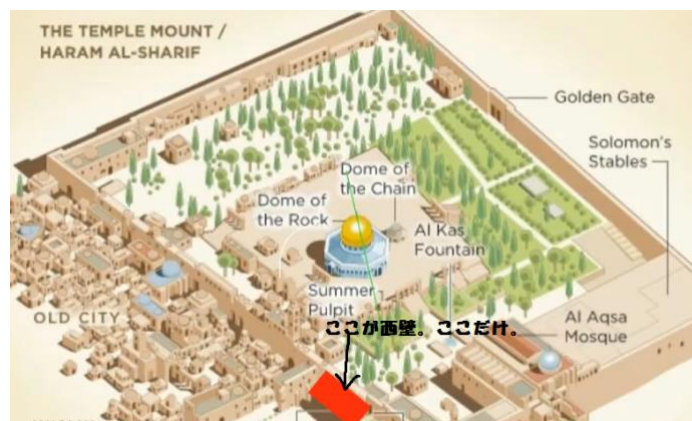 THE TEMPLE MOUNT /
HARAM AL-SHARIF
Golden Gate
Solomon's
Stables
Dome of
the Chain
Dome of
the Rock
Al Kas
Fountain
Summer
Pulpit
ここが西壁。ここだけ。
OLD CITY
Al Aqsa
Mosque